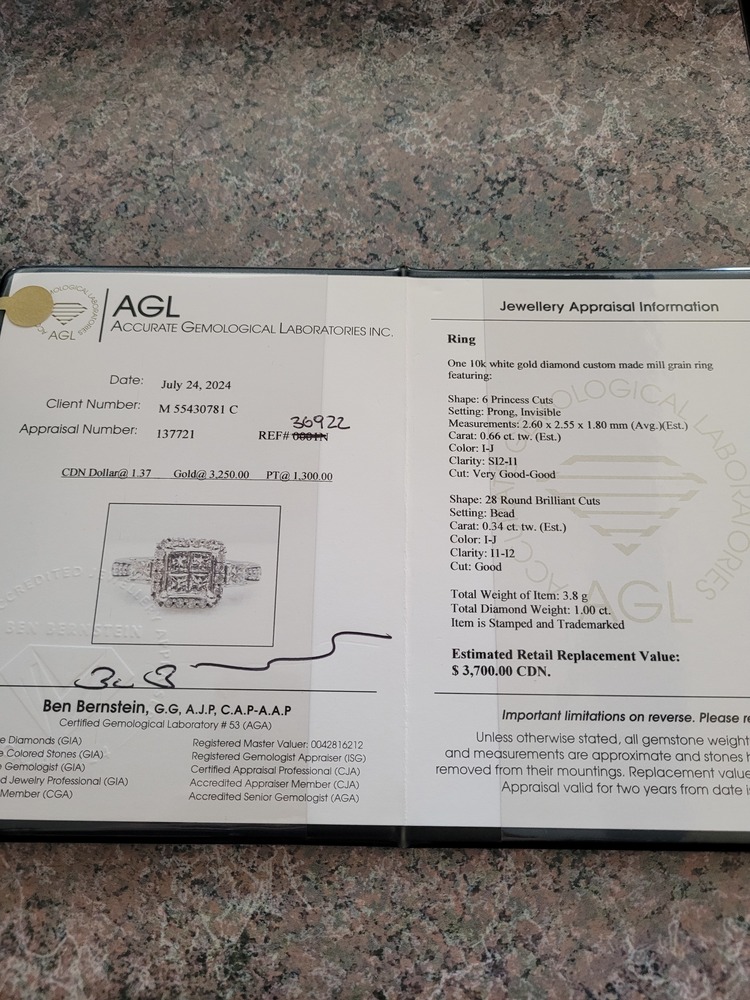 AGL
ACCURATE GEMOLOGICAL LABORATORIES INC.
AGL
Date: July 24, 2024
Client Number: M 55430781 C
36922
Appraisal Number: 137721 REF# 0001N
CDN Dollar@ 1.37 Gold@ 3,250.00 PT@ 1,300.00
BEN BERNSTEIN
Ben Bernstein, G.G, A.J.P, C.A.P-A.A.P
Certified Gemological Laboratory # 53 (AGA)
e Diamonds (GIA)
e Colored Stones (GIA)
e Gemologist (GIA)
d Jewelry Professional (GIA)
Member (CGA)
Registered Master Valuer: 0042816212
Registered Gemologist Appraiser (ISG)
Certified Appraisal Professional (CJA)
Accredited Appraiser Member (CJA)
Accredited Senior Gemologist (AGA)
Jewellery Appraisal Information
Ring
One 10k white gold diamond custom made mill grain ring
featuring:
Shape: 6 Princess Cuts
Setting: Prong, Invisible
Measurements: 2.60 x 2.55 x 1.80 mm (Avg.)(Est.)
Carat: 0.66 ct. tw. (Est.)
Color: I-J
Clarity: SI2-I1
Cut: Very Good-Good
Shape: 28 Round Brilliant Cuts
Setting: Bead
Carat: 0.34 ct. tw. (Est.)
Color: I-J
Clarity: I1-I2
Cut: Good
Total Weight of Item: 3.8 g
Total Diamond Weight: 1.00 ct.
Item is Stamped and Trademarked
AGL
Estimated Retail Replacement Value:
$ 3,700.00 CDN.
Important limitations on reverse. Please re
Unless otherwise stated, all gemstone weight
and measurements are approximate and stones h
removed from their mountings. Replacement value
Appraisal valid for two years from date is